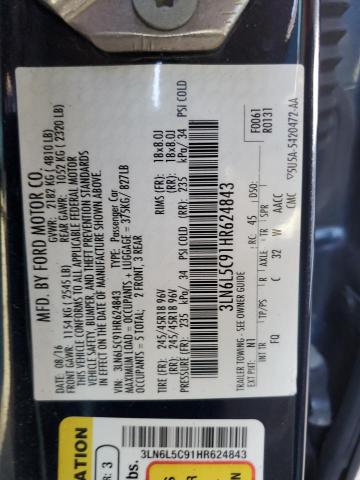 MFD. BY FORD MOTOR CO.
DATE: 08/16 GVWR: 2182 KG ( 4810 LB)
FRONT GAWR: 1154 KG ( 2545 LB) REAR GAWR: 1052 KG ( 2320 LB)
THIS VEHICLE CONFORMS TO ALL APPLICABLE FEDERAL MOTOR
VEHICLE SAFETY, BUMPER, AND THEFT PREVENTION STANDARDS
IN EFFECT ON THE DATE OF MANUFACTURE SHOWN ABOVE.
VIN: 3LN6L5C91HR624843 TYPE: Passenger Car
MAXIMUM LOAD = OCCUPANTS + LUGGAGE = 375KG/ 827LB
OCCUPANTS = 5 TOTAL: 2 FRONT, 3 REAR
TIRE (FR) 245/45R18 96V RIMS (FR) 18x8.0J
(RR) 245/45R18 96V (RR) 18x8.0J
PRESSURE (FR) 235 kPa/ 34 PSI COLD
(RR) 235 kPa/ 34 PSI COLD
3LN6L5C91HR624843
F0061
R0131
TRAILER TOWING - SEE OWNER GUIDE
EXT PNT: N1 RC: 45 DSO:
AXLE TR SPR
TP/PS R
C 32 W AACC
FQ CMC
5U5A-5420472-AA
3LN6L5C91HR624843
ATION
R: 3
bs.